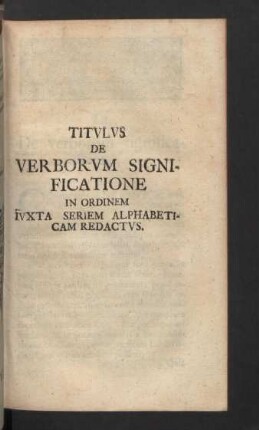 TITVLVS
DE
VERBORVM SIGNI-
FICATIONE
IN ORDINEM
IVXTA SERIEM ALPHABETI-
CAM REDACTVS.